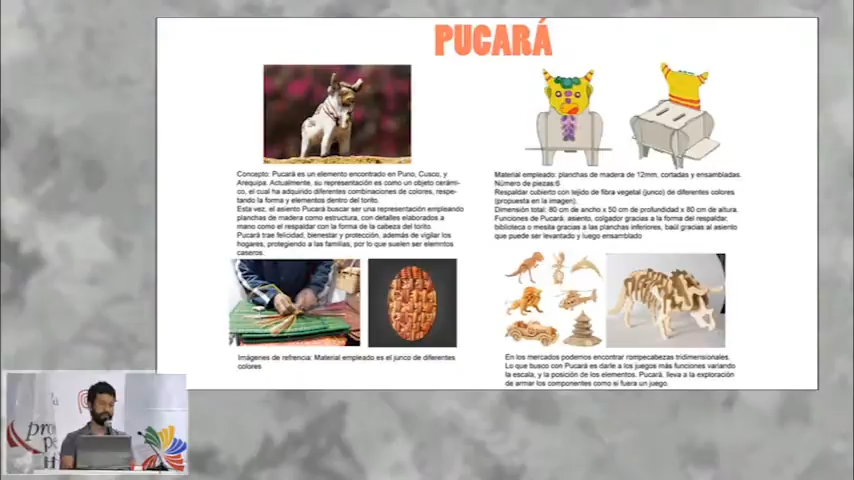 PUCARÁ
Concepto: Pucará es un elemento encontrado en Puno, Cusco, y
Arequipa. Actualmente, su representación es como un objeto cerámi-
co, el cual ha adquirido diferentes combinaciones de colores, respe-
tando la forma y elementos dentro del torito.
Esta vez, el asiento Pucará buscar ser una representación empleando
planchas de madera como estructura, con detalles elaborados a
mano como el respaldar con la forma de la cabeza del torito.
Pucará trae felicidad, bienestar y protección, además de vigilar los
hogares, protegiendo a las familias, por lo que suelen ser elemntos
caseros.
Imágenes de refrencia: Material empleado es el junco de diferentes
colores
Material empleado: planchas de madera de 12mm, cortadas y ensambladas.
Número de piezas:6
Respaldar cubierto con tejido de fibra vegetal (junco) de diferentes colores
(propuesta en la imagen).
Dimensión total: 80 cm de ancho x 50 cm de profundidad x 80 cm de altura.
Funciones de Pucará: asiento, colgador gracias a la forma del respaldar,
biblioteca o mesita gracias a las planchas inferiores, baúl gracias al asiento
que puede ser levantado y luego ensamblado
En los mercados podemos encontrar rompecabezas tridimensionales.
Lo que busco con Pucará es darle a los juegos más funciones variando
la escala, y la posición de los elementos. Pucará. lleva a la exploración
de armar los componentes como si fuera un juego.